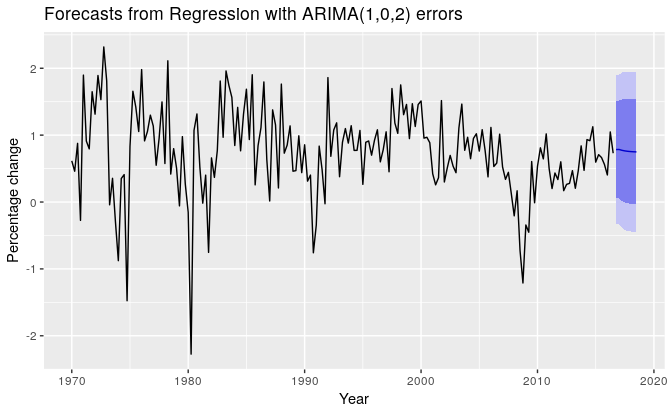 Forecasts from Regression with ARIMA(1,0,2) errors
Percentage change
2
1
0
-1
-2
1970 1980 1990 2000 2010 2020
Year